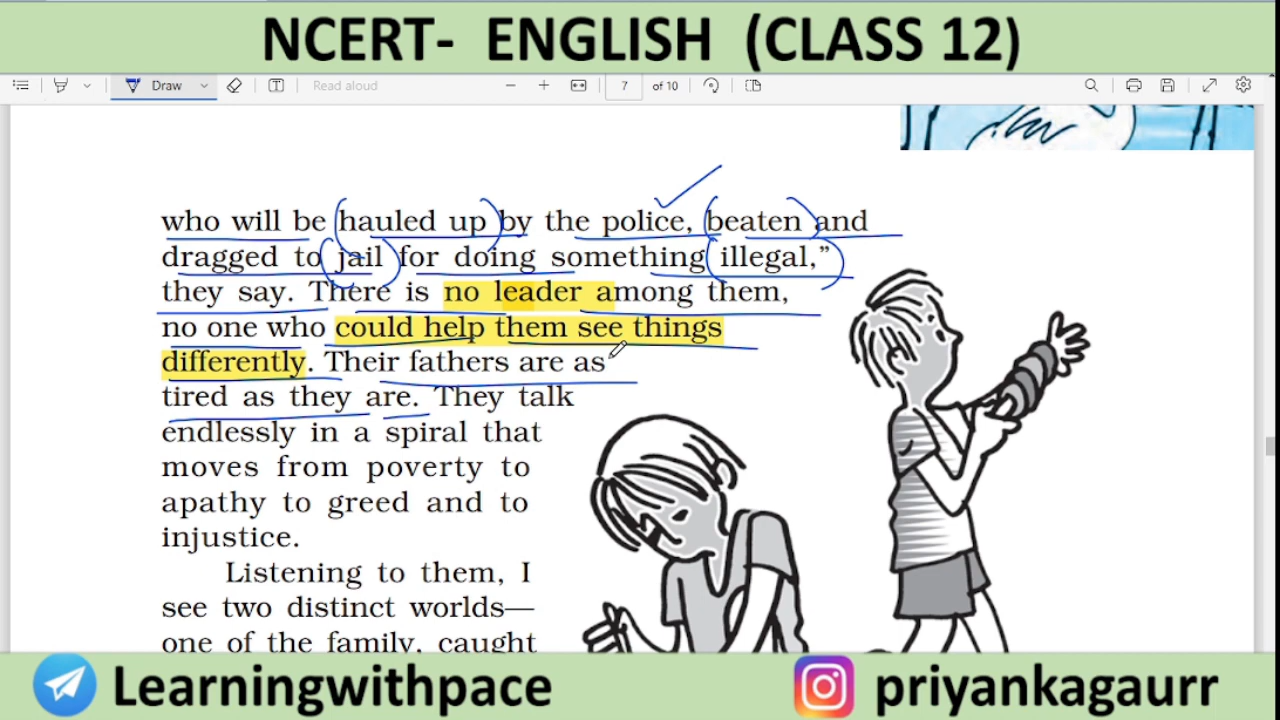 NCERT- ENGLISH (CLASS 12)
Draw
Read aloud
7
of 10
who will be hauled up by the police, beaten and
dragged to jail for doing something illegal,”
they say. There is no leader among them,
no one who could help them see things
differently. Their fathers are as
tired as they are. They talk
endlessly in a spiral that
moves from poverty to
apathy to greed and to
injustice.
Listening to them, I
see two distinct worlds—
one of the family, caught
Learningwithpace
priyankagaurr